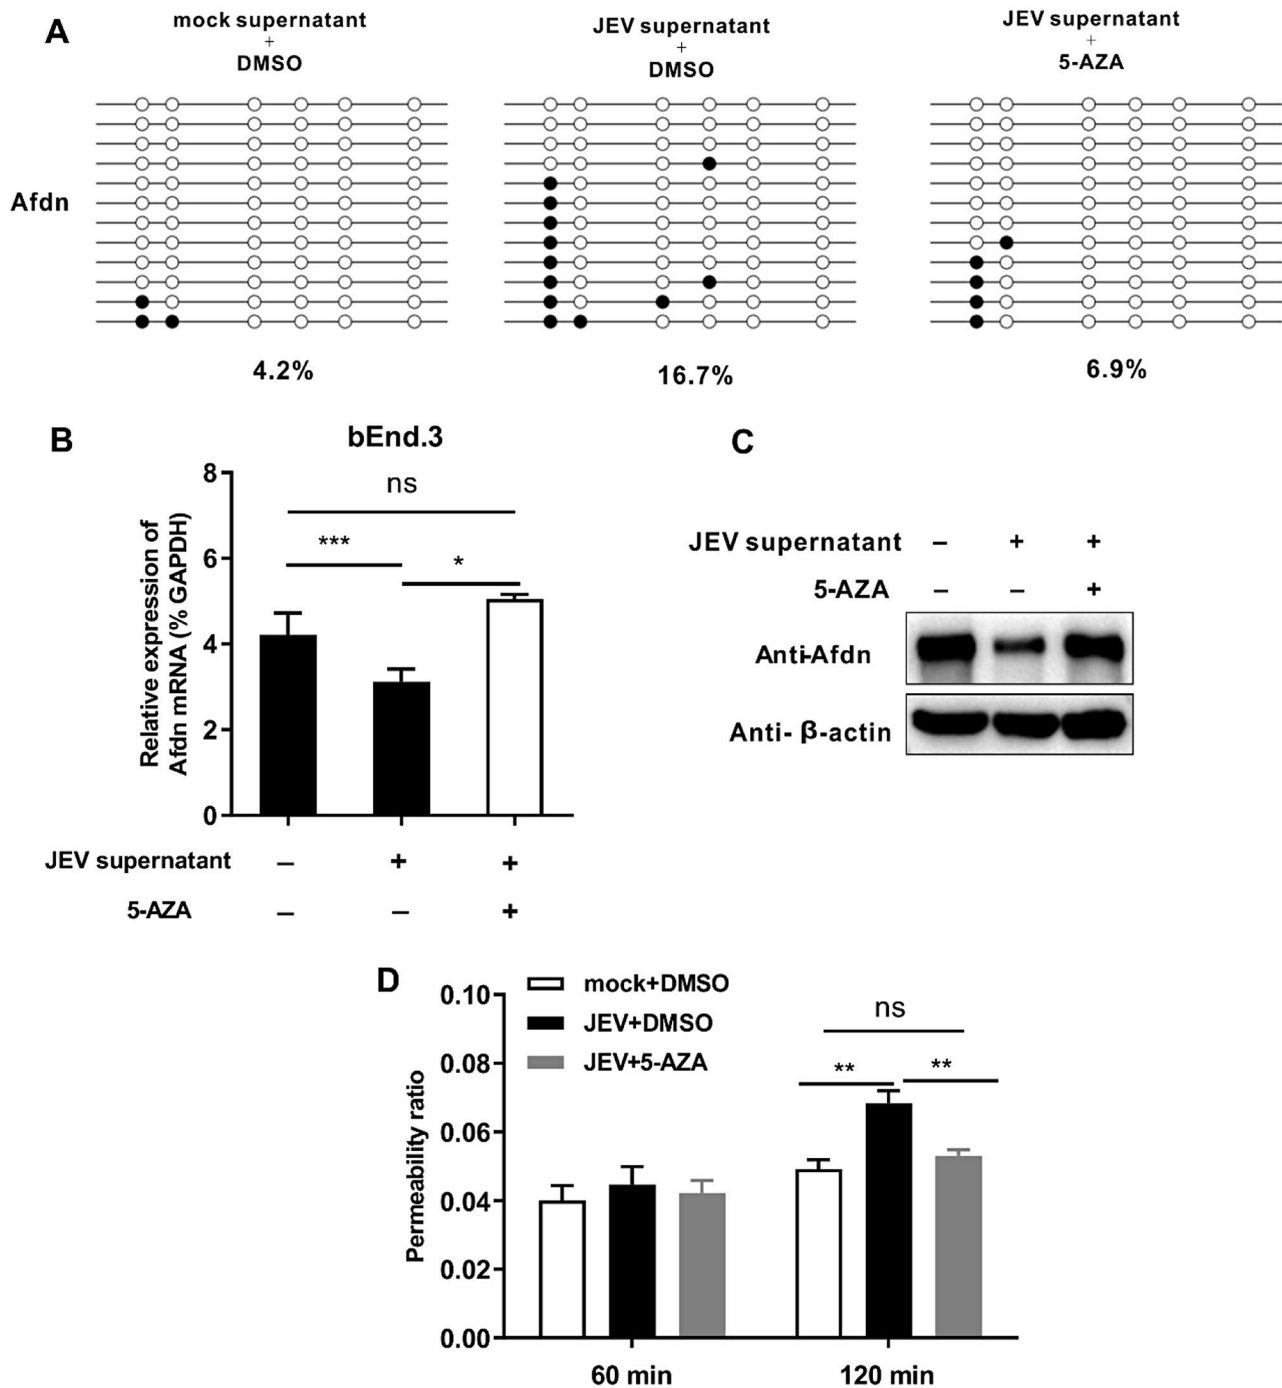 A
mock supernatant
+
DMSO
JEV supernatant
+
DMSO
JEV supernatant
+
5-AZA
Afdn
4.2%
16.7%
6.9%
B
bEnd.3
Relative expression of
Afdn mRNA (% GAPDH)
8
6
4
2
0
ns
***
*
JEV supernatant – + +
5-AZA – – +
C
JEV supernatant – + +
5-AZA – – +
Anti-Afdn
Anti- β-actin
D
Permeability ratio
0.10
0.08
0.06
0.04
0.02
0.00
mock+DMSO
JEV+DMSO
JEV+5-AZA
ns
**
**
60 min
120 min